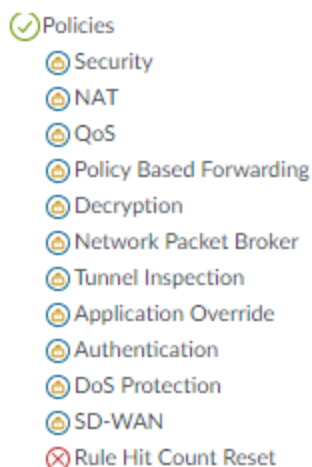 Policies
Security
NAT
QoS
Policy Based Forwarding
Decryption
Network Packet Broker
Tunnel Inspection
Application Override
Authentication
DoS Protection
SD-WAN
Rule Hit Count Reset